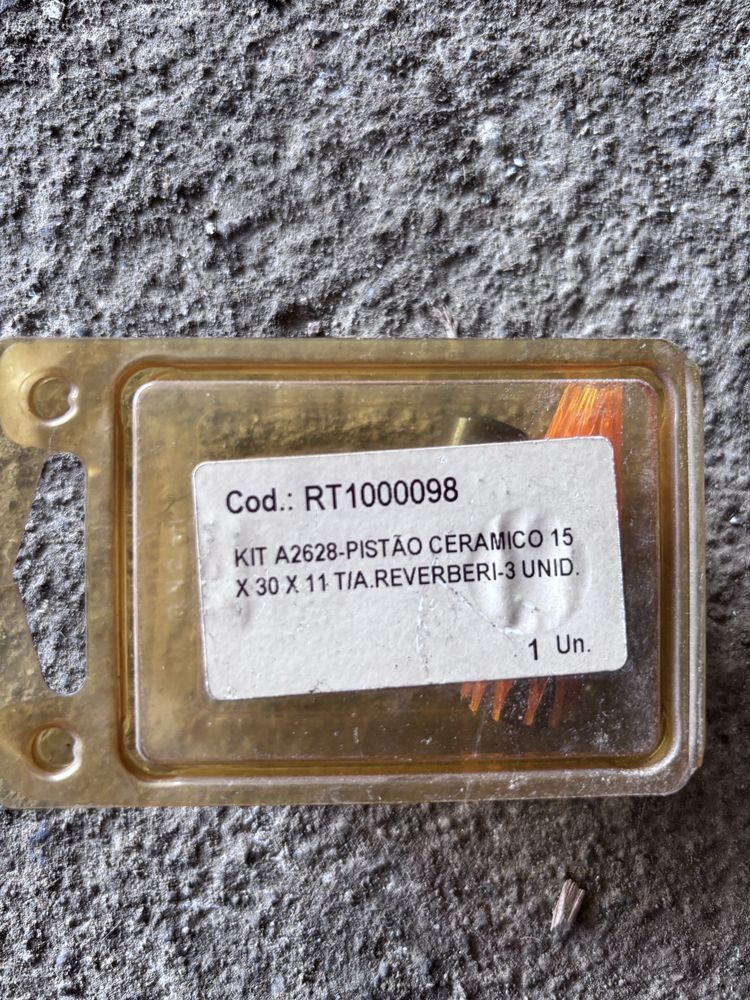 Cod.: RT1000098
KIT A2628-PISTÃO CERAMICO 15
X 30 X 11 T/A.REVERBERI-3 UNID.
1 Un.